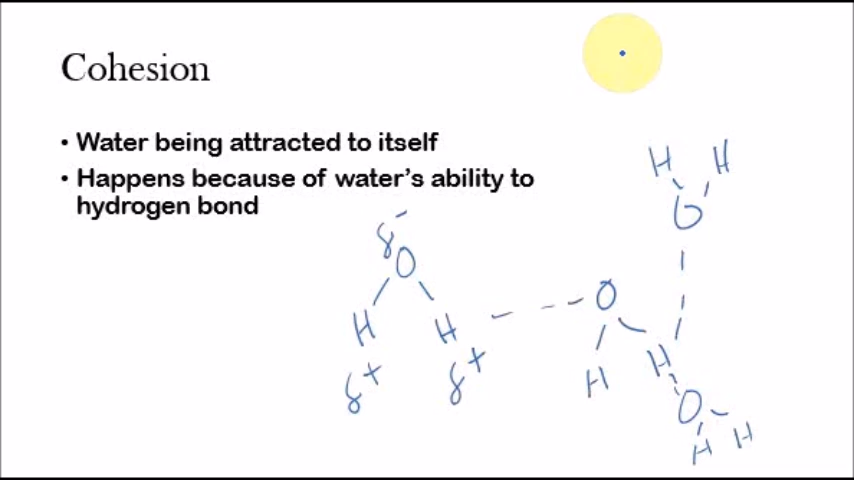 Cohesion
• Water being attracted to itself
• Happens because of water's ability to
hydrogen bond
H H
O
δ-
O
O
H H
H H
δ+ δ+
O
H H